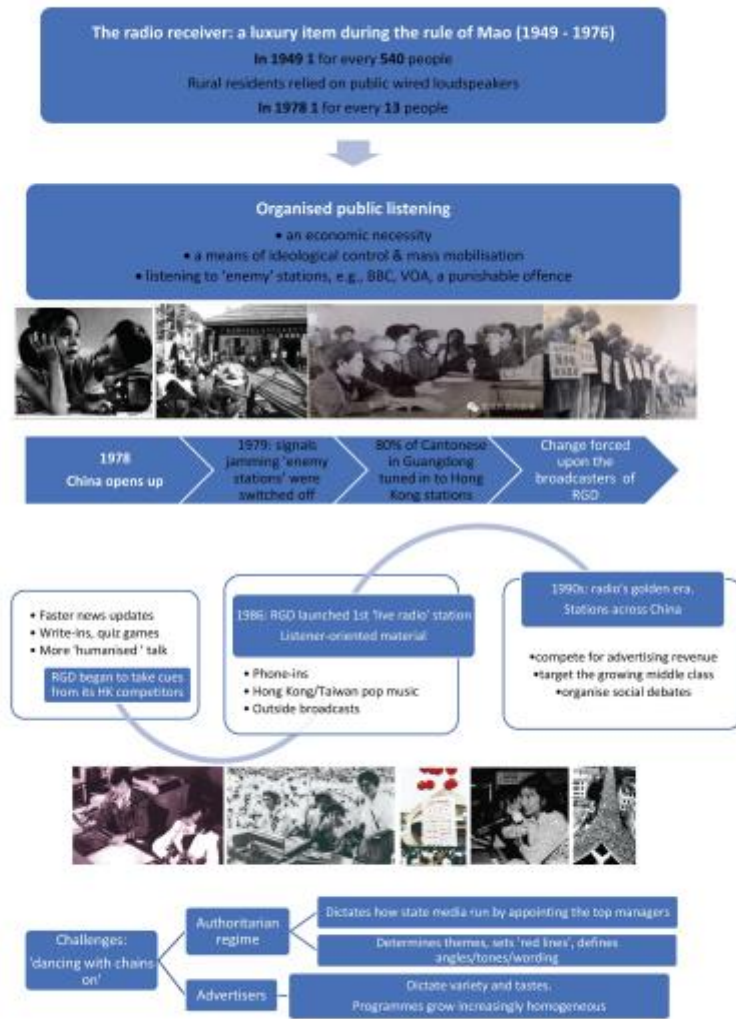 The radio receiver: a luxury item during the rule of Mao (1949 - 1976)
In 1949 1 for every 540 people
Rural residents relied on public wired loudspeakers
In 1978 1 for every 13 people
Organised public listening
• an economic necessity
• a means of ideological control & mass mobilisation
• listening to 'enemy' stations, e.g., BBC, VOA, a punishable offence
1978
China opens up
1979: signals
jamming 'enemy
stations' were
switched off
80% of Cantonese
in Guangdong
tuned in to Hong
Kong stations
Change forced
upon the
broadcasters of
RGD
• Faster news updates
• Write-ins, quiz games
• More 'humanised ' talk
RGD began to take cues
from its HK competitors
1986: RGD launched 1st 'live radio' station
Listener-oriented material
• Phone-ins
• Hong Kong/Taiwan pop music
• Outside broadcasts
1990s: radio's golden era.
Stations across China
•compete for advertising revenue
•target the growing middle class
•organise social debates
Challenges:
'dancing with chains
on'
Authoritarian
regime
Dictates how state media run by appointing the top managers
Determines themes, sets 'red lines', defines
angles/tones/wording
Advertisers
Dictate variety and tastes.
Programmes grow increasingly homogeneous